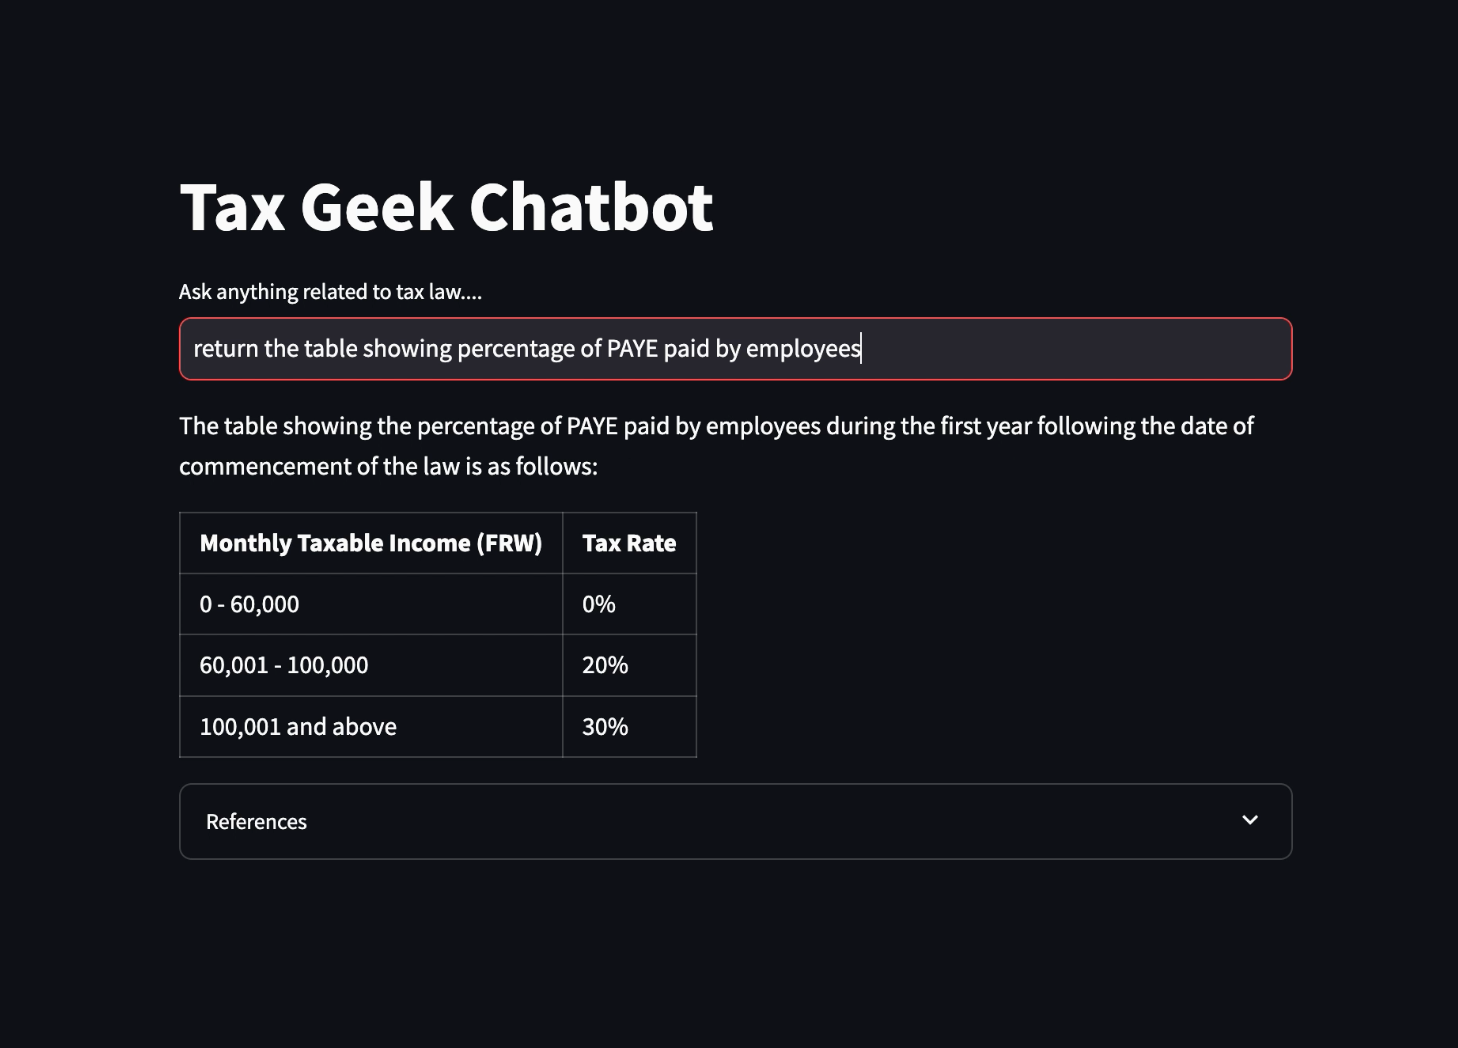 Tax Geek Chatbot
Ask anything related to tax law....
return the table showing percentage of PAYE paid by employees
The table showing the percentage of PAYE paid by employees during the first year following the date of
commencement of the law is as follows:
Monthly Taxable Income (FRW) Tax Rate
0 - 60,000 0%
60,001 - 100,000 20%
100,001 and above 30%
References